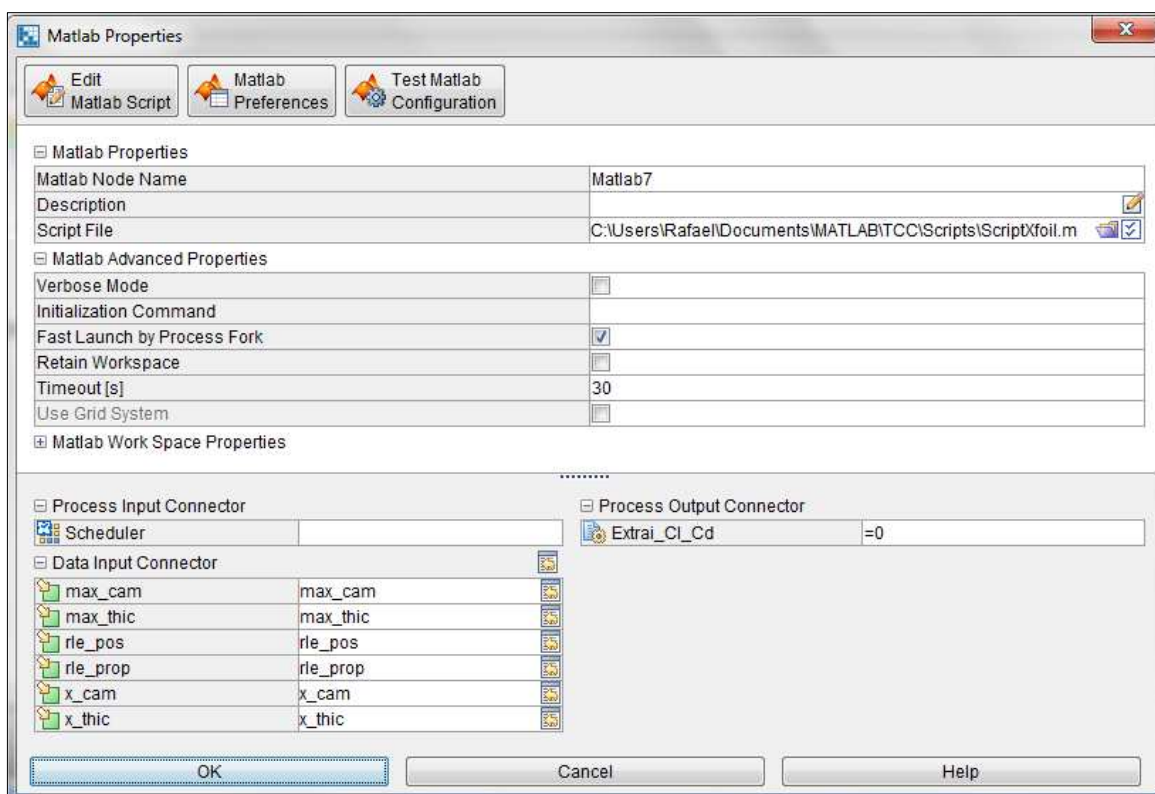 Matlab Properties
Edit
Matlab Script
Matlab
Preferences
Test Matlab
Configuration
Matlab Properties
Matlab Node Name Matlab7
Description
Script File C:\Users\Rafael\Documents\MATLAB\TCC\Scripts\ScriptXfoil.m
Matlab Advanced Properties
Verbose Mode
Initialization Command
Fast Launch by Process Fork
Retain Workspace
Timeout [s] 30
Use Grid System
Matlab Work Space Properties
Process Input Connector
Scheduler
Data Input Connector
max_cam max_cam
max_thic max_thic
rle_pos rle_pos
rle_prop rle_prop
x_cam x_cam
x_thic x_thic
Process Output Connector
Extrai_Cl_Cd =0
OK Cancel Help